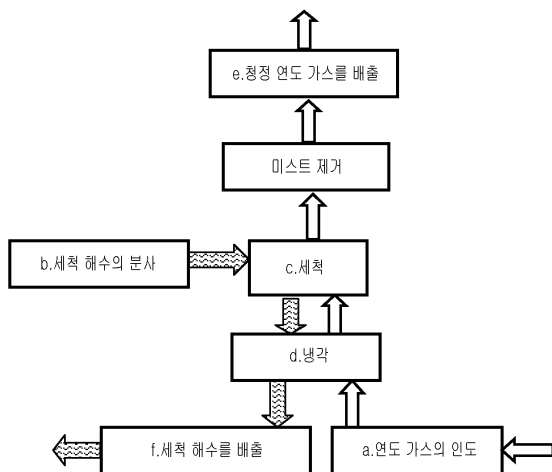 e.청정 연도 가스를 배출
미스트 제거
b.세척 해수의 분사
c.세척
d.냉각
f.세척 해수를 배출
a.연도 가스의 인도